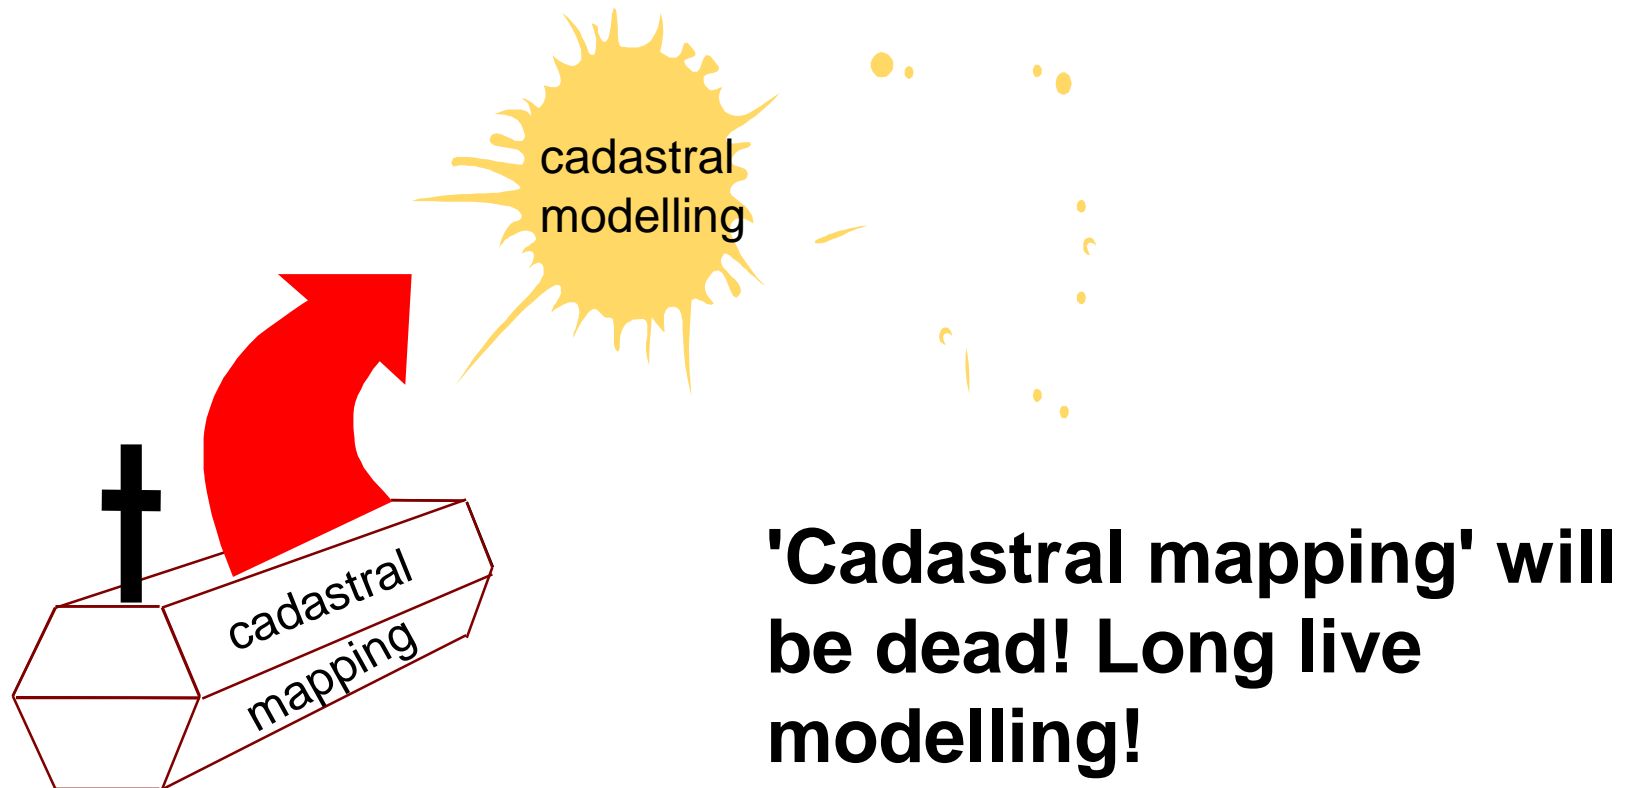 cadastral
modelling
cadastral
mapping
'Cadastral mapping' will
be dead! Long live
modelling!